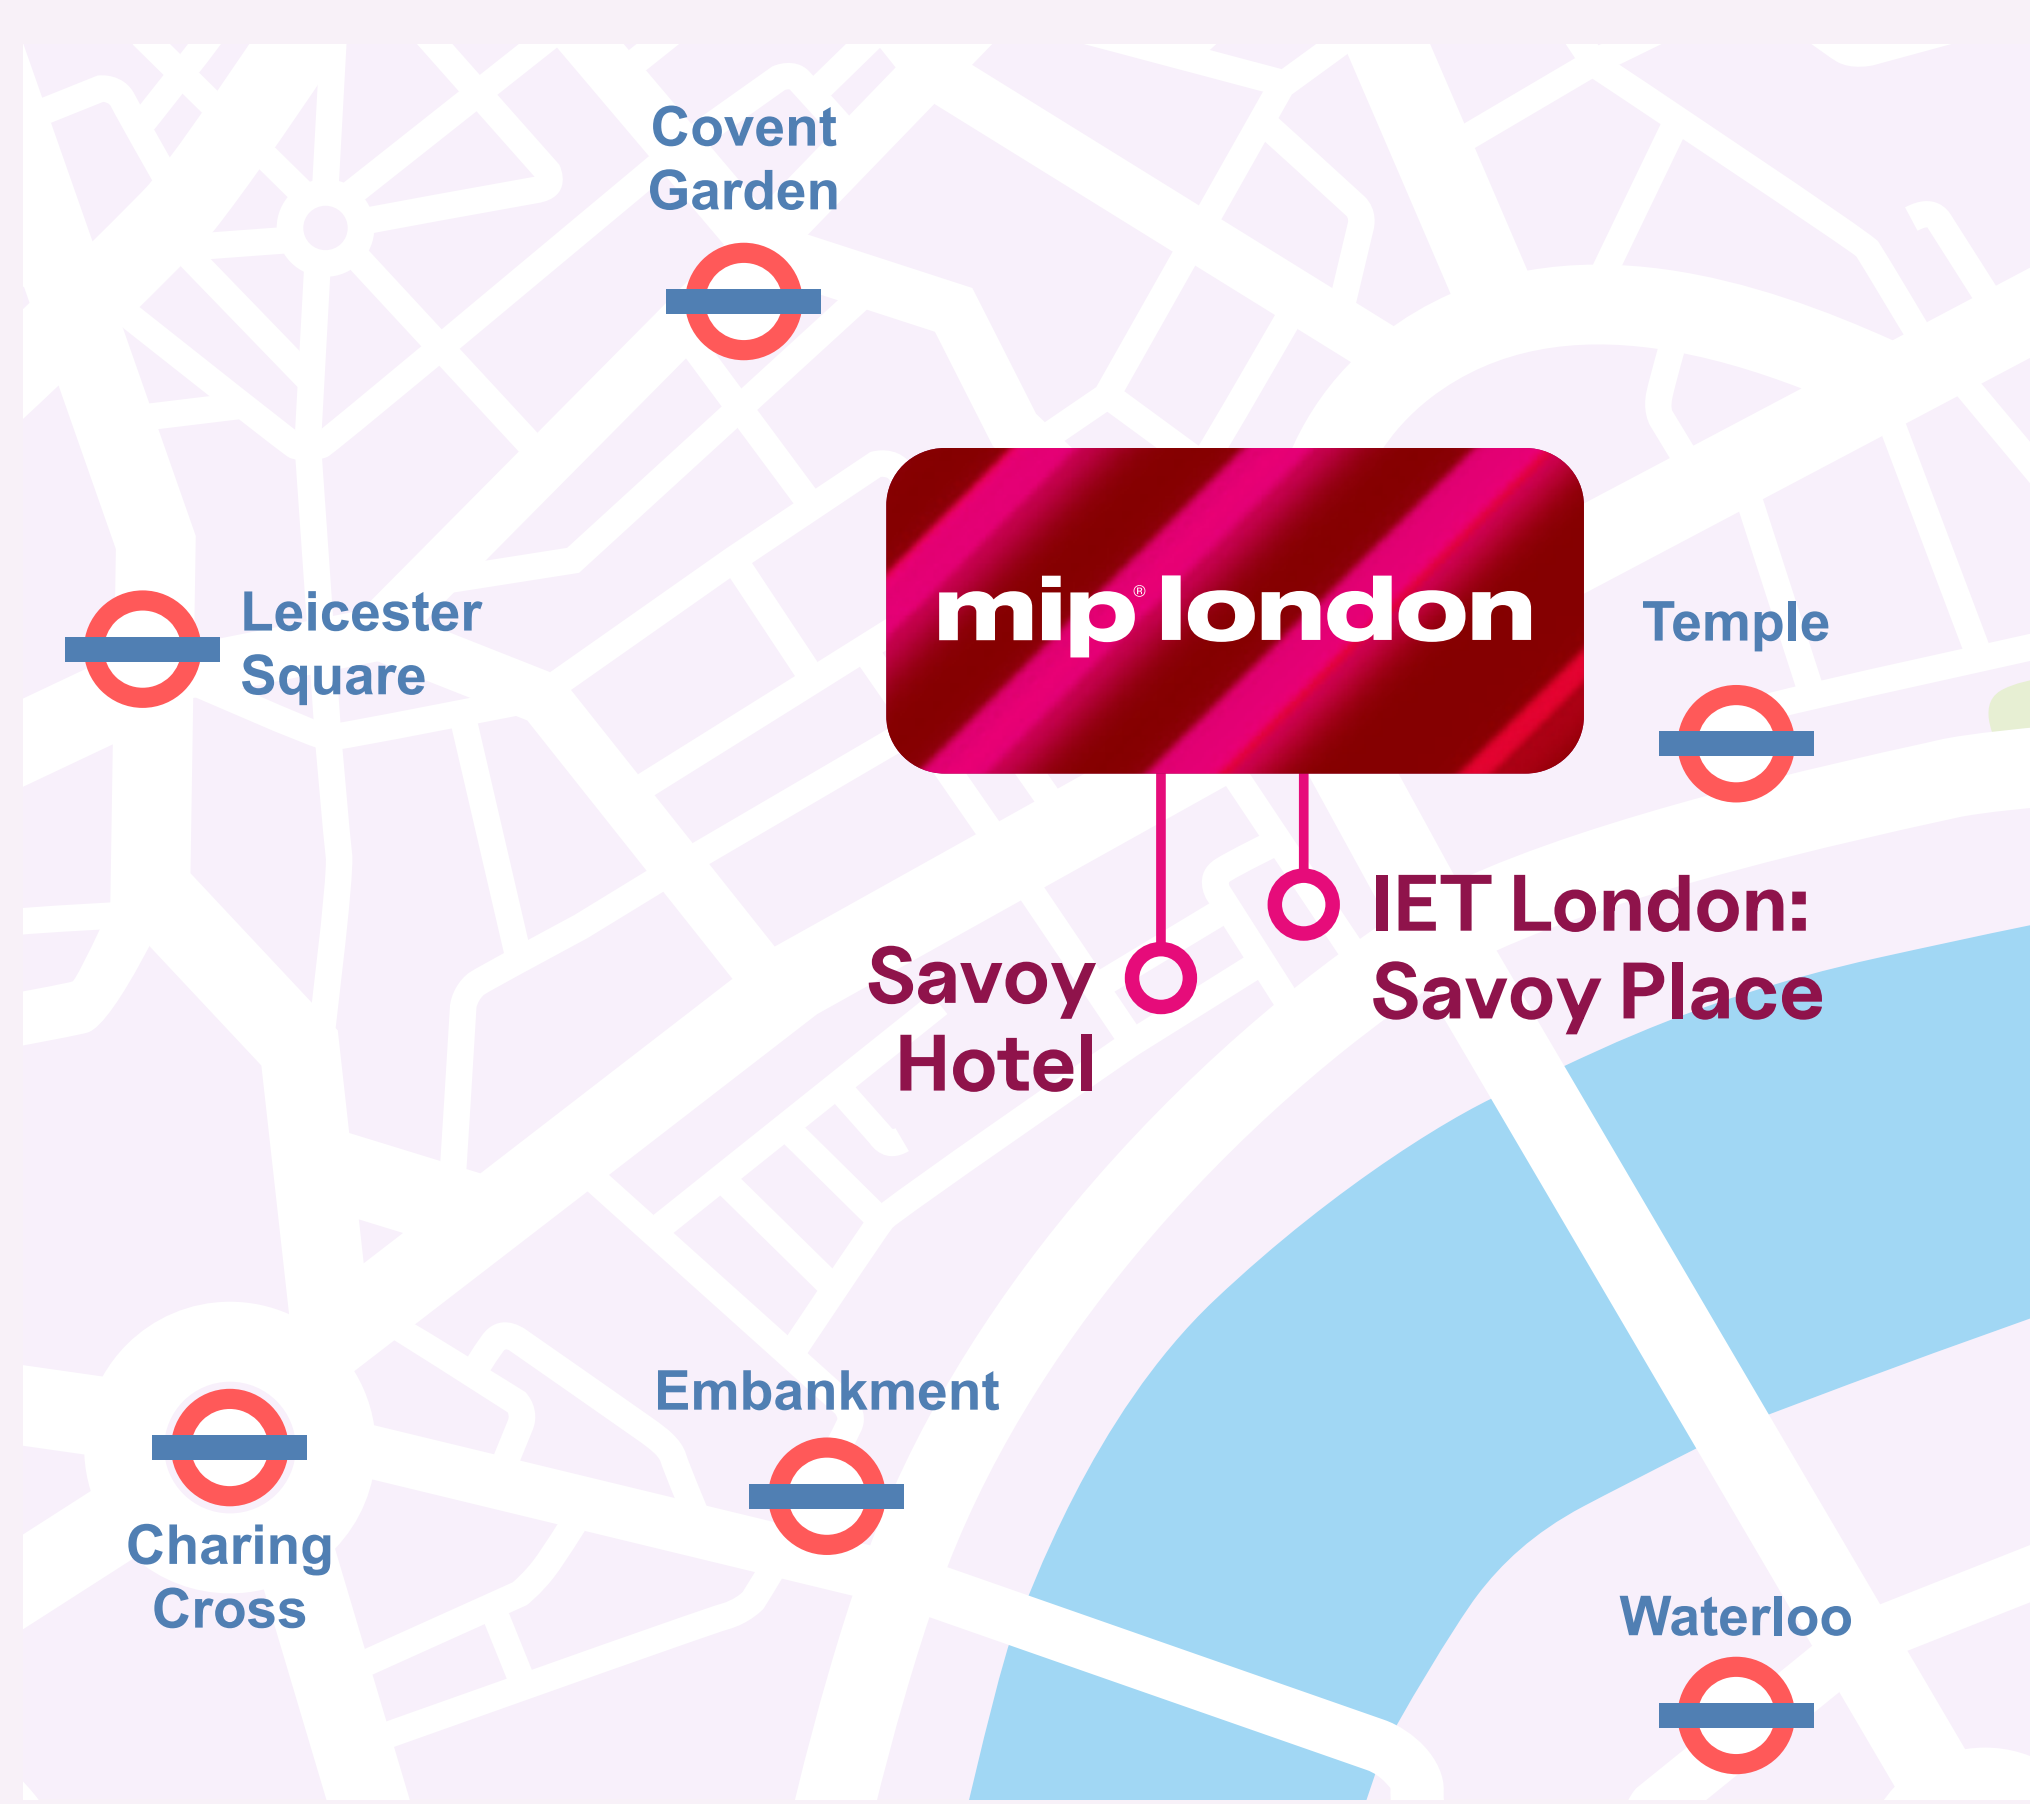 Covent
Garden
mip® london
Leicester
Square
Temple
IET London:
Savoy Place
Savoy
Hotel
Embankment
Charing
Cross
Waterloo